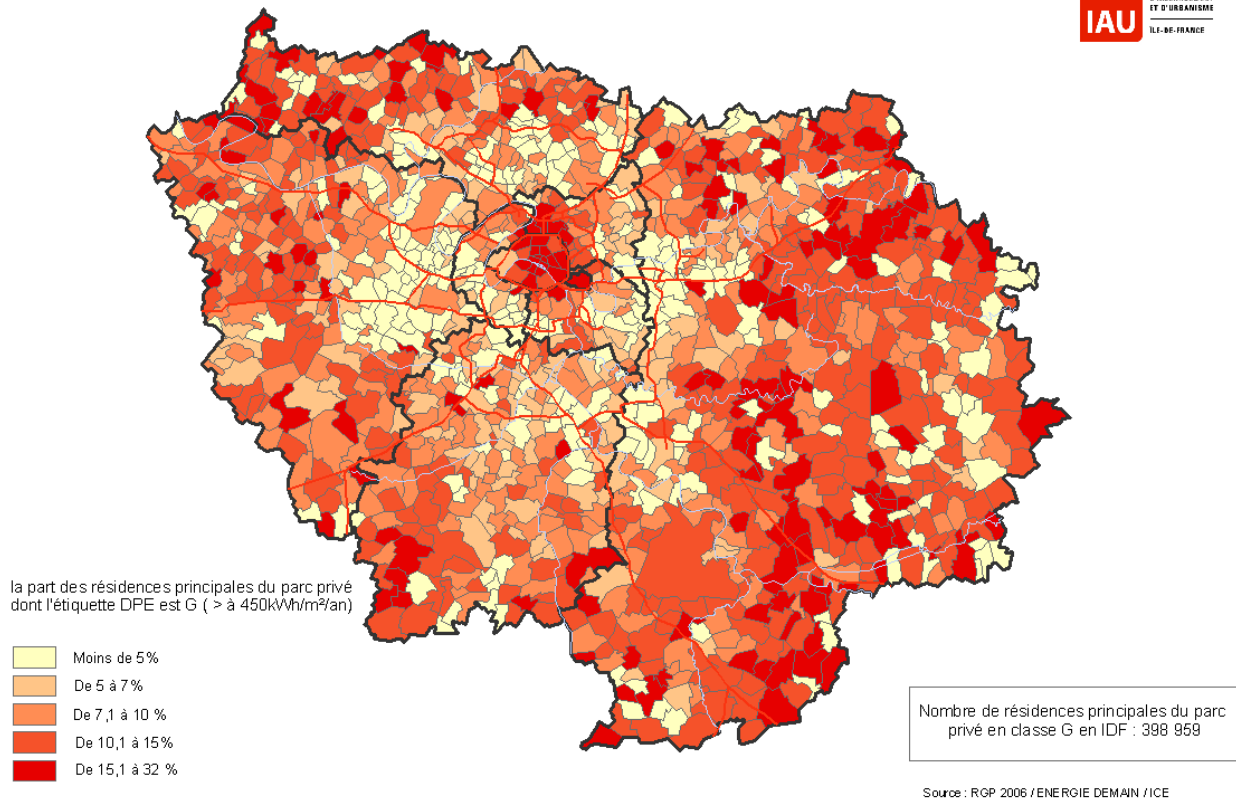 ET D'URBANISME
IAU
ÎLE-DE-FRANCE
la part des résidences principales du parc privé
dont l'étiquette DPE est G ( > à 450kWh/m²/an)
Moins de 5%
De 5 à 7%
De 7,1 à 10 %
De 10,1 à 15%
De 15,1 à 32 %
Nombre de résidences principales du parc
privé en classe G en IDF : 398 959
Source : RGP 2006 / ENERGIE DEMAIN / ICE